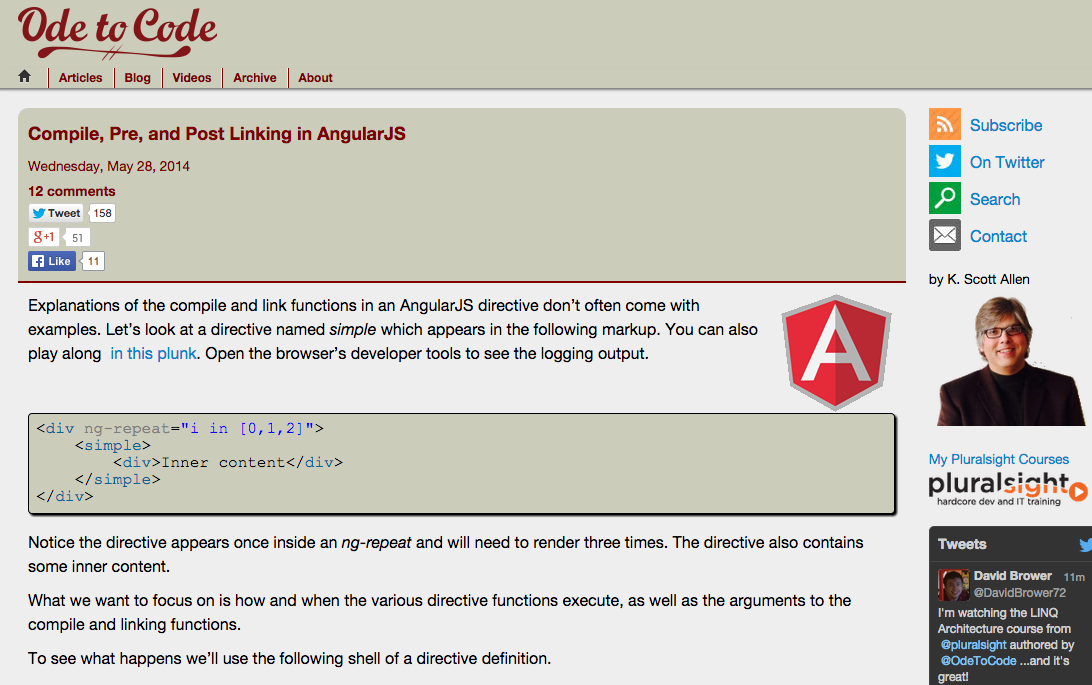 Ode to Code
Articles
Blog
Videos
Archive
About
Compile, Pre, and Post Linking in AngularJS
Wednesday, May 28, 2014
12 comments
Tweet 158
g+1 51
Like 11
Explanations of the compile and link functions in an AngularJS directive don’t often come with
examples. Let’s look at a directive named simple which appears in the following markup. You can also
play along in this plunk. Open the browser’s developer tools to see the logging output.
A
<div ng-repeat="i in [0,1,2]">
    <simple>
        <div>Inner content</div>
    </simple>
</div>
Notice the directive appears once inside an ng-repeat and will need to render three times. The directive also contains
some inner content.
What we want to focus on is how and when the various directive functions execute, as well as the arguments to the
compile and linking functions.
To see what happens we’ll use the following shell of a directive definition.
Subscribe
On Twitter
Search
Contact
by K. Scott Allen
My Pluralsight Courses
pluralsight
hardcore dev and IT training
Tweets
David Brower 11m
@DavidBrower72
I'm watching the LINQ
Architecture course from
@pluralsight authored by
@OdeToCode ...and it's
great!